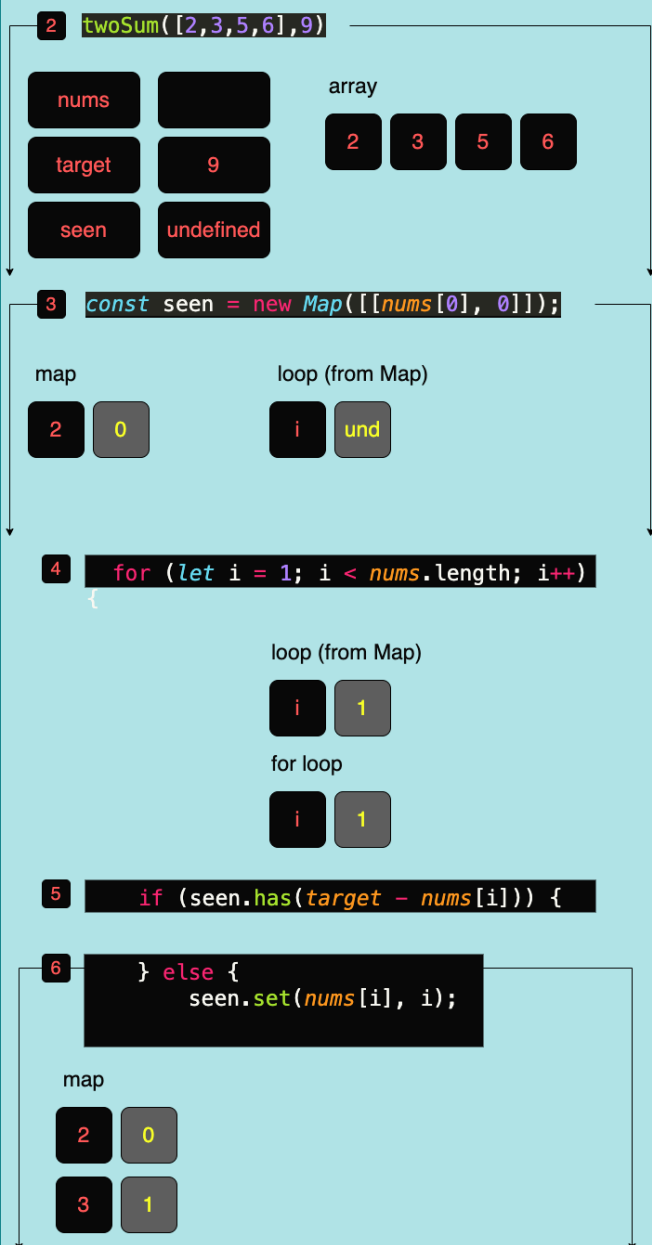 2 twoSum([2,3,5,6],9)
array
nums
2 3 5 6
target 9
seen undefined
3 const seen = new Map([[nums[0], 0]]);
map loop (from Map)
2 0 i und
4 for (let i = 1; i < nums.length; i++)
{
loop (from Map)
i 1
for loop
i 1
5 if (seen.has(target - nums[i])) {
6 } else {
seen.set(nums[i], i);
map
2 0
3 1